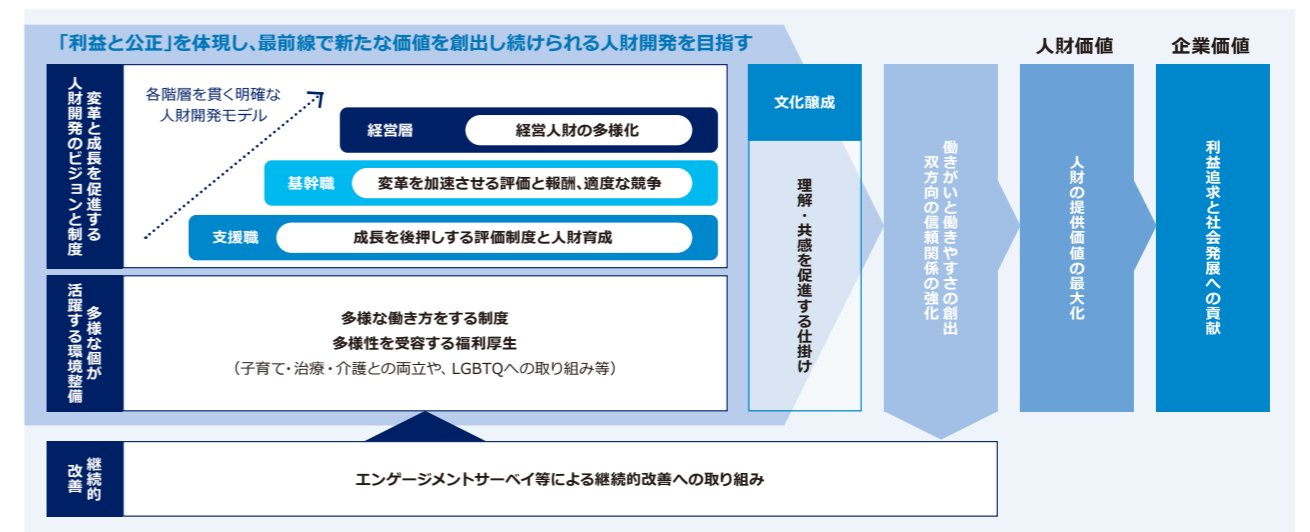 「利益と公正」を体現し、最前線で新たな価値を創出し続けられる人財開発を目指す
人財価値
企業価値
変革と成長を促進する
人財開発のビジョンと制度
各階層を貫く明確な
人財開発モデル
経営層
経営人財の多様化
基幹職
変革を加速させる評価と報酬、適度な競争
支援職
成長を後押しする評価制度と人財育成
多様な個が
活躍する環境整備
多様な働き方をする制度
多様性を受容する福利厚生
（子育て・治療・介護との両立や、LGBTQへの取り組み等）
文化醸成
理解・共感を促進する仕掛け
働きがいと働きやすさの創出
双方向の信頼関係の強化
人財の提供価値の最大化
利益追求と社会発展への貢献
継続的
改善
エンゲージメントサーベイ等による継続的改善への取り組み